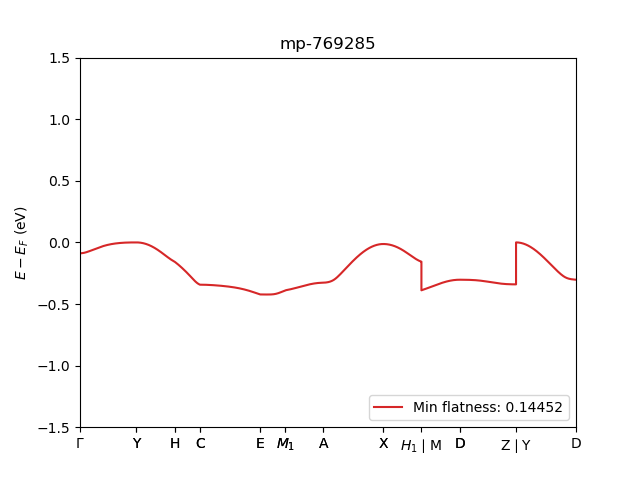 mp-769285
1.5
1.0
0.5
0.0
−0.5
−1.0
−1.5
E − E_F (eV)
Min flatness: 0.14452
Γ Y H C E M_1 A X H_1 | M D Z | Y D